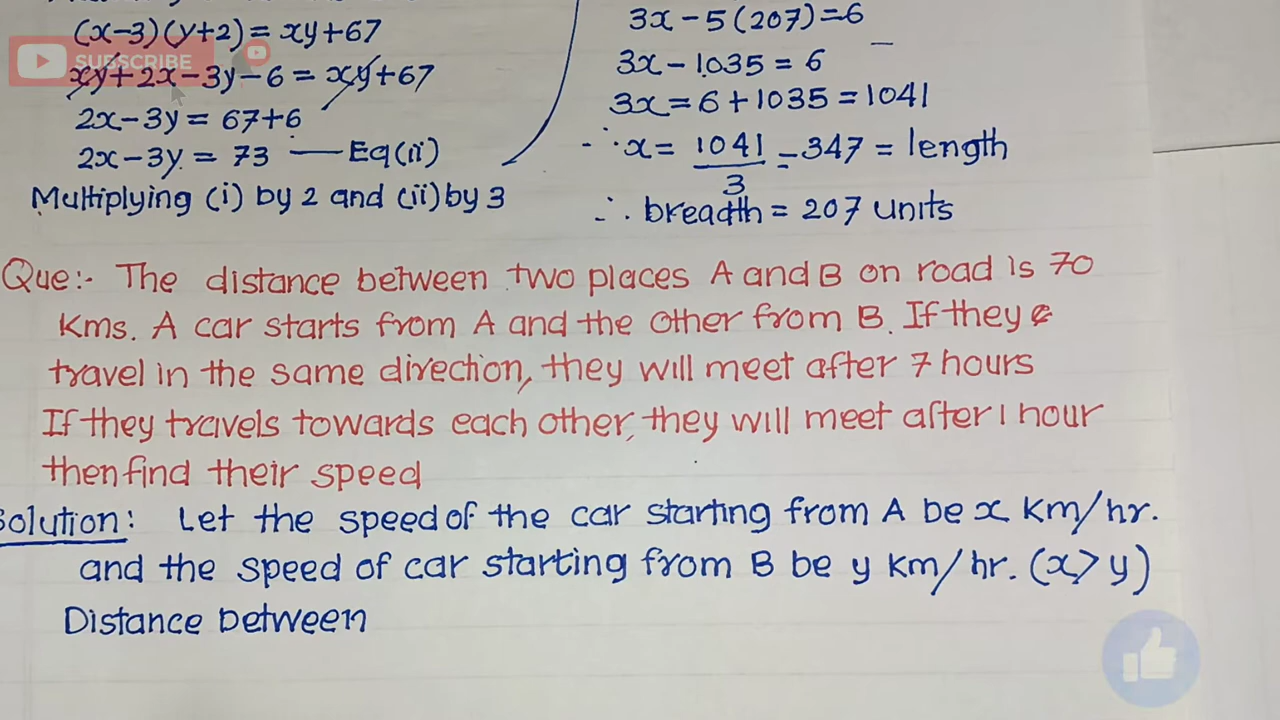 (x-3)(y+2) = xy+67
SUBSCRIBE
xy+2x-3y-6 = xy+67
2x-3y = 67+6
2x-3y = 73 — Eq(ii)
Multiplying (i) by 2 and (ii) by 3
3x-5(207)=6
3x-1035 = 6
3x = 6+1035 = 1041
∴ x = 1041/3 = 347 = length
∴ breadth = 207 units
Que:- The distance between two places A and B on road is 70
Kms. A car starts from A and the other from B. If they
travel in the same direction, they will meet after 7 hours
If they travels towards each other, they will meet after 1 hour
then find their speed
Solution: Let the speed of the car starting from A be x Km/hr.
and the speed of car starting from B be y km/hr. (x>y)
Distance between